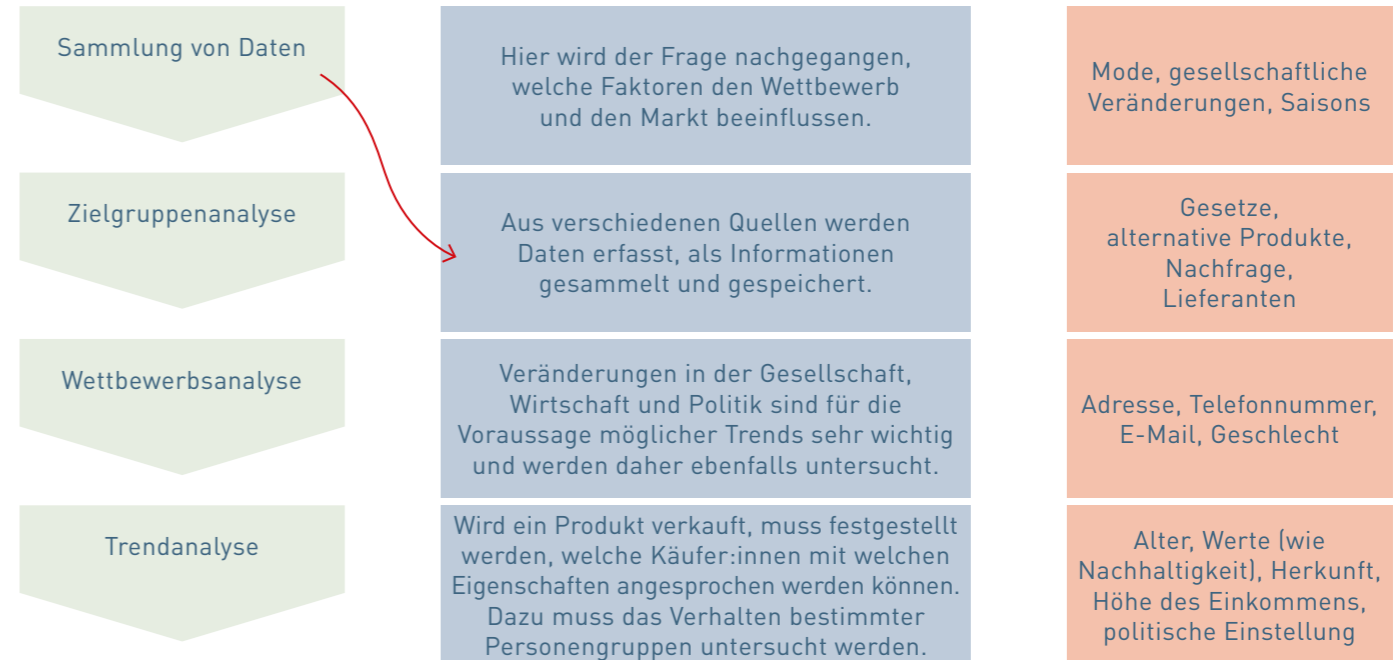 Sammlung von Daten
Hier wird der Frage nachgegangen,
welche Faktoren den Wettbewerb
und den Markt beeinflussen.
Mode, gesellschaftliche
Veränderungen, Saisons
Zielgruppenanalyse
Aus verschiedenen Quellen werden
Daten erfasst, als Informationen
gesammelt und gespeichert.
Gesetze,
alternative Produkte,
Nachfrage,
Lieferanten
Wettbewerbsanalyse
Veränderungen in der Gesellschaft,
Wirtschaft und Politik sind für die
Voraussage möglicher Trends sehr wichtig
und werden daher ebenfalls untersucht.
Adresse, Telefonnummer,
E-Mail, Geschlecht
Trendanalyse
Wird ein Produkt verkauft, muss festgestellt
werden, welche Käufer:innen mit welchen
Eigenschaften angesprochen werden können.
Dazu muss das Verhalten bestimmter
Personengruppen untersucht werden.
Alter, Werte (wie
Nachhaltigkeit), Herkunft,
Höhe des Einkommens,
politische Einstellung